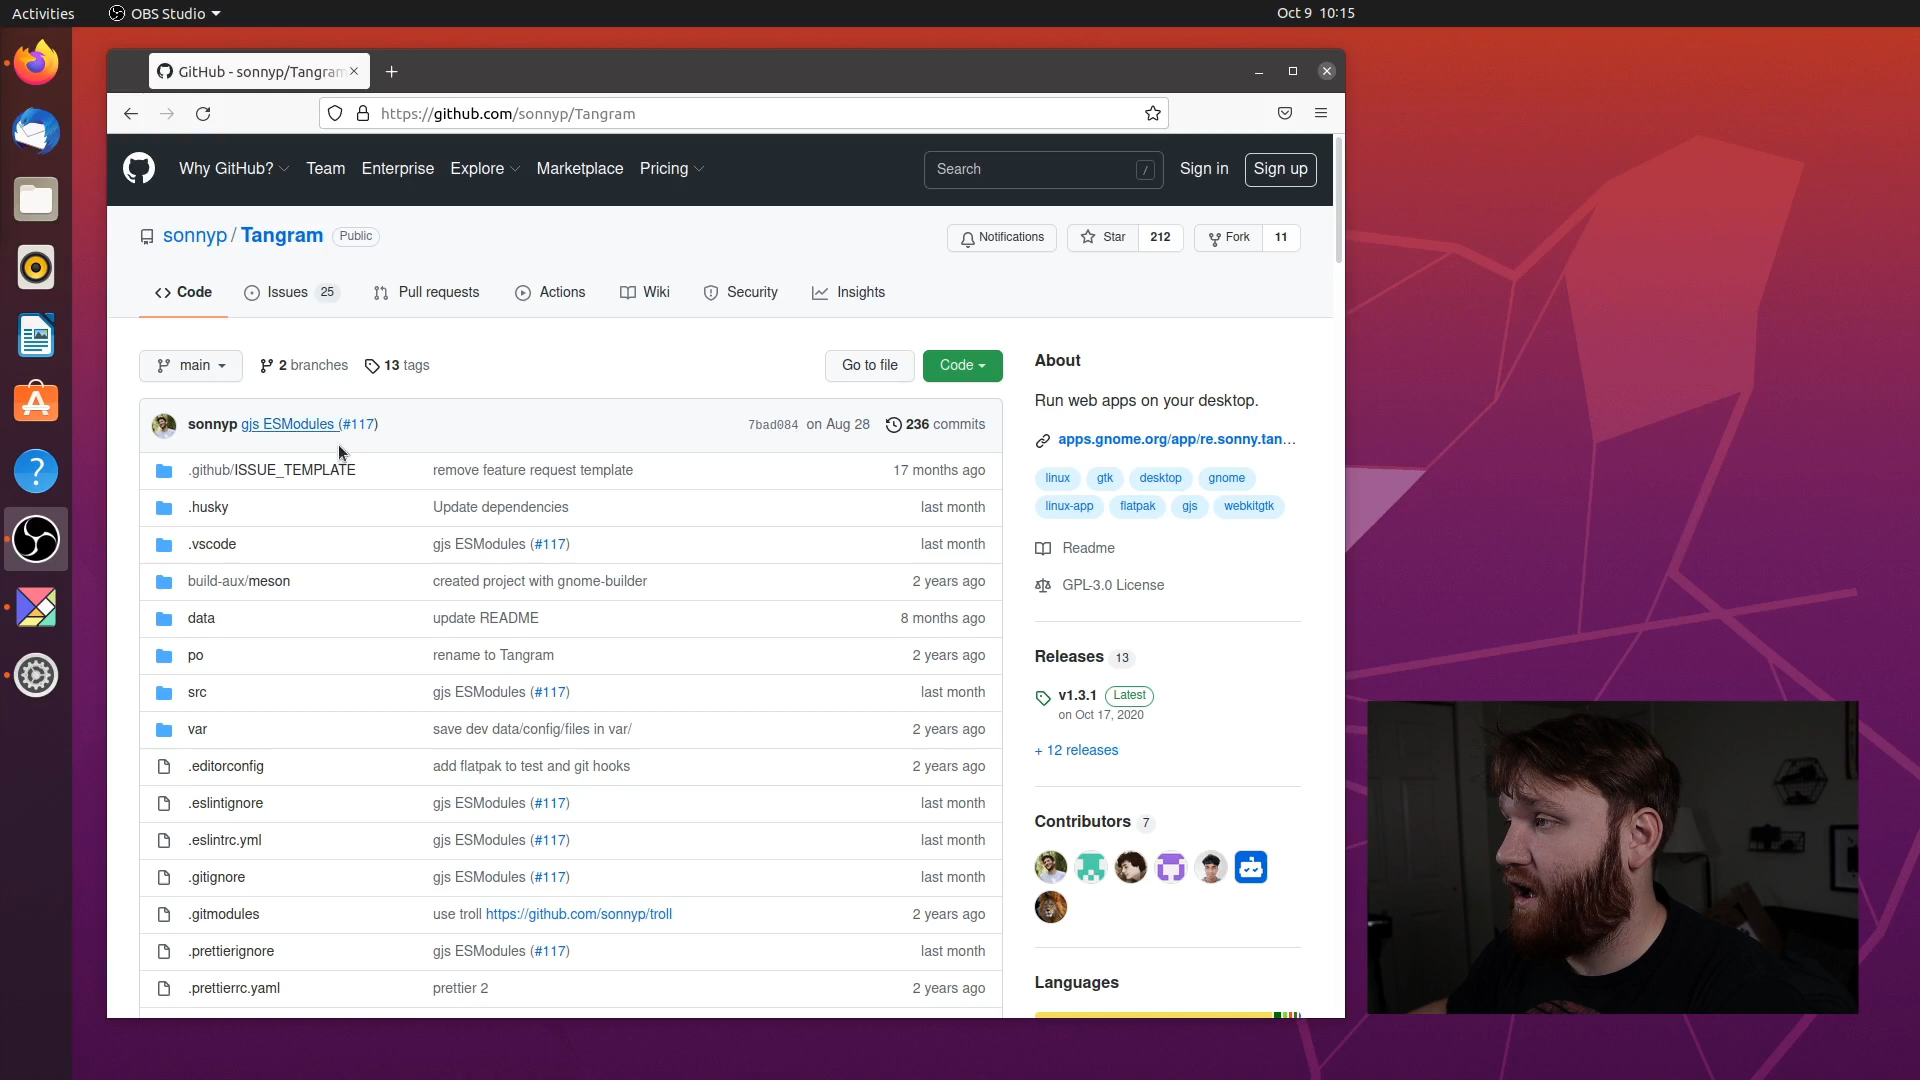 Activities OBS Studio Oct 9 10:15
GitHub - sonnyp/Tangram
https://github.com/sonnyp/Tangram
Why GitHub? Team Enterprise Explore Marketplace Pricing Search / Sign in Sign up
sonnyp / Tangram Public Notifications Star 212 Fork 11
Code Issues 25 Pull requests Actions Wiki Security Insights
main 2 branches 13 tags Go to file Code
sonnyp gjs ESModules (#117) 7bad084 on Aug 28 236 commits
.github/ISSUE_TEMPLATE remove feature request template 17 months ago
.husky Update dependencies last month
.vscode gjs ESModules (#117) last month
build-aux/meson created project with gnome-builder 2 years ago
data update README 8 months ago
po rename to Tangram 2 years ago
src gjs ESModules (#117) last month
var save dev data/config/files in var/ 2 years ago
.editorconfig add flatpak to test and git hooks 2 years ago
.eslintignore gjs ESModules (#117) last month
.eslintrc.yml gjs ESModules (#117) last month
.gitignore gjs ESModules (#117) last month
.gitmodules use troll https://github.com/sonnyp/troll 2 years ago
.prettierignore gjs ESModules (#117) last month
.prettierrc.yaml prettier 2 2 years ago
About
Run web apps on your desktop.
apps.gnome.org/app/re.sonny.tan...
linux gtk desktop gnome
linux-app flatpak gjs webkitgtk
Readme
GPL-3.0 License
Releases 13
v1.3.1 Latest
on Oct 17, 2020
+ 12 releases
Contributors 7
Languages